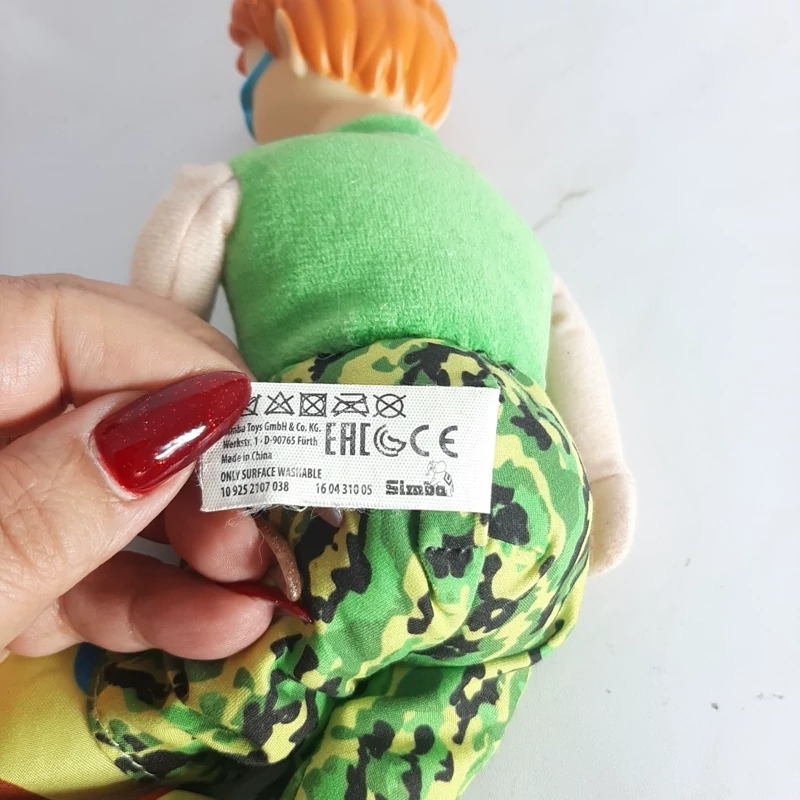 Simba Toys GmbH & Co. KG.
Werkstr. 1 · D-90765 Fürth
EAC CE
Made in China
ONLY SURFACE WASHABLE
10 925 2107 038 16 04 310 05 Simba